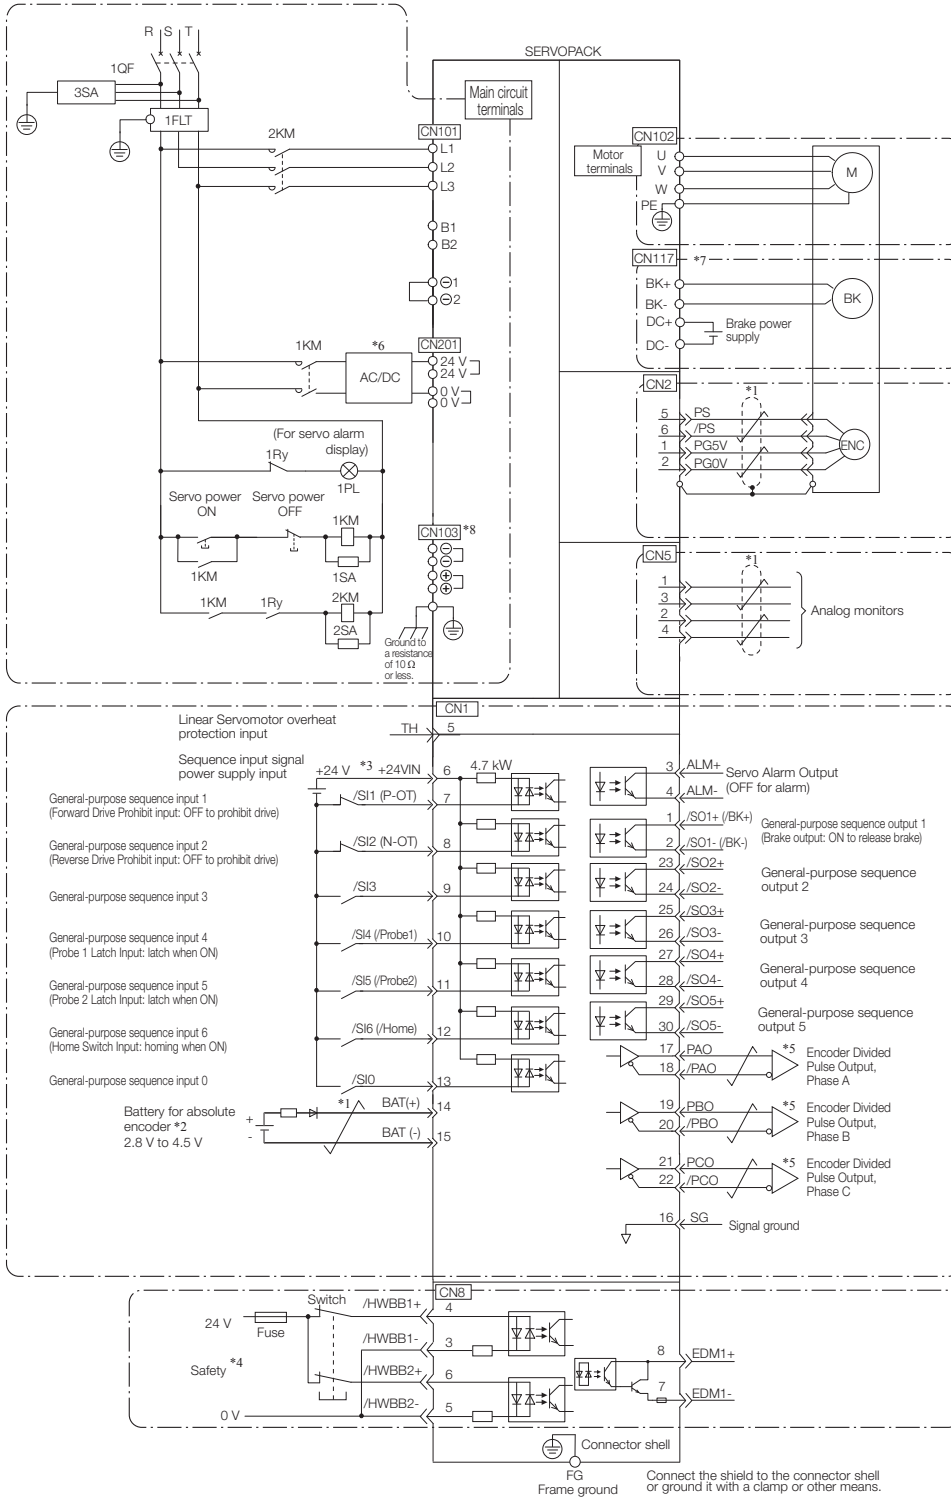 R S T
SERVOPACK
1QF
3SA
1FLT
2KM
Main circuit
terminals
CN101
L1
L2
L3
B1
B2
⊖1
⊖2
1KM
*6
AC/DC
CN201
24 V
24 V
0 V
0 V
(For servo alarm
display)
1Ry
1PL
Servo power
ON
Servo power
OFF
1KM
1KM
1SA
1KM
1Ry
2KM
2SA
CN103 *8
⊖
⊖
⊕
⊕
Ground to
a resistance
of 10 Ω
or less.
CN102
Motor
terminals
U
V
W
PE
M
CN117 *7
BK+
BK-
BK
DC+
DC-
Brake power
supply
CN2
*1
5 PS
6 /PS
1 PG5V
2 PG0V
ENC
CN5
*1
1
3
2
4
Analog monitors
CN1
Linear Servomotor overheat
protection input
TH 5
Sequence input signal
power supply input
+24 V *3 +24VIN 6 4.7 kW
General-purpose sequence input 1
(Forward Drive Prohibit input: OFF to prohibit drive)
/SI1 (P-OT) 7
General-purpose sequence input 2
(Reverse Drive Prohibit input: OFF to prohibit drive)
/SI2 (N-OT) 8
General-purpose sequence input 3
/SI3 9
General-purpose sequence input 4
(Probe 1 Latch Input: latch when ON)
/SI4 (/Probe1) 10
General-purpose sequence input 5
(Probe 2 Latch Input: latch when ON)
/SI5 (/Probe2) 11
General-purpose sequence input 6
(Home Switch Input: homing when ON)
/SI6 (/Home) 12
General-purpose sequence input 0
/SI0 13
Battery for absolute
encoder *2
2.8 V to 4.5 V
+
-
*1
BAT(+) 14
BAT (-) 15
3 ALM+
4 ALM-
Servo Alarm Output
(OFF for alarm)
1 /SO1+ (/BK+)
2 /SO1- (/BK-)
General-purpose sequence output 1
(Brake output: ON to release brake)
23 /SO2+
24 /SO2-
General-purpose sequence
output 2
25 /SO3+
26 /SO3-
General-purpose sequence
output 3
27 /SO4+
28 /SO4-
General-purpose sequence
output 4
29 /SO5+
30 /SO5-
General-purpose sequence
output 5
17 PAO
18 /PAO
*5 Encoder Divided
Pulse Output,
Phase A
19 PBO
20 /PBO
*5 Encoder Divided
Pulse Output,
Phase B
21 PCO
22 /PCO
*5 Encoder Divided
Pulse Output,
Phase C
16 SG
Signal ground
CN8
24 V
Fuse
Switch
Safety *4
0 V
/HWBB1+ 4
/HWBB1- 3
/HWBB2+ 6
/HWBB2- 5
8 EDM1+
7 EDM1-
Connector shell
FG
Frame ground
Connect the shield to the connector shell
or ground it with a clamp or other means.